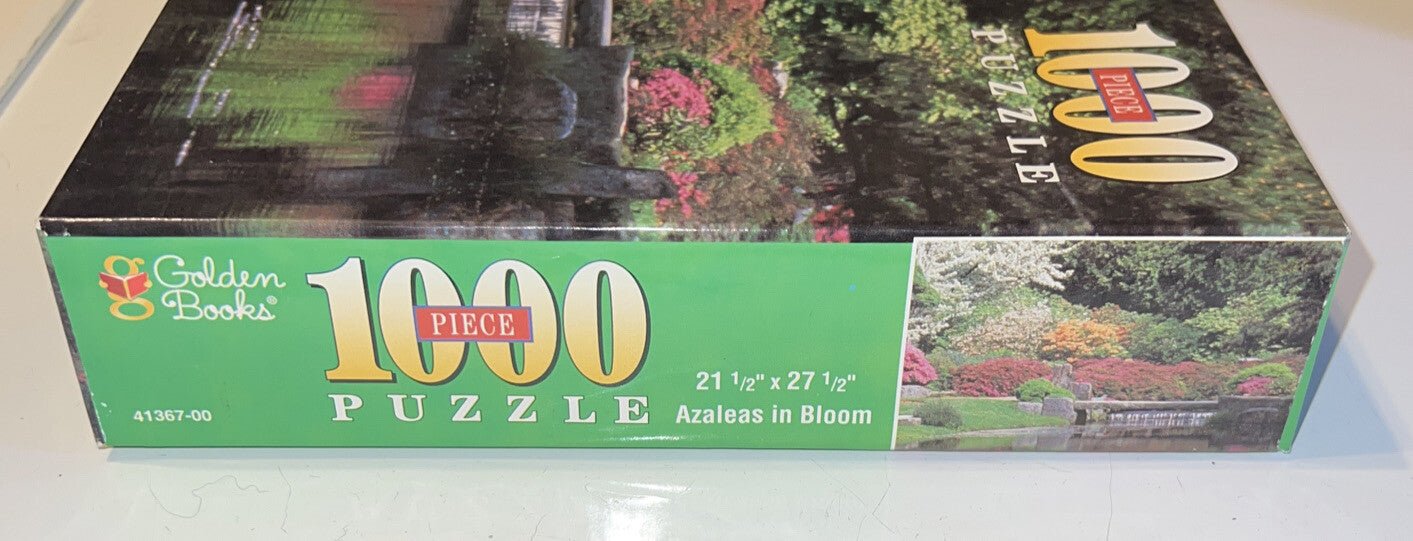 1000
PIECE
PUZZLE
g
Golden
Books®
1000
PIECE
PUZZLE
41367-00
21 1/2" x 27 1/2"
Azaleas in Bloom